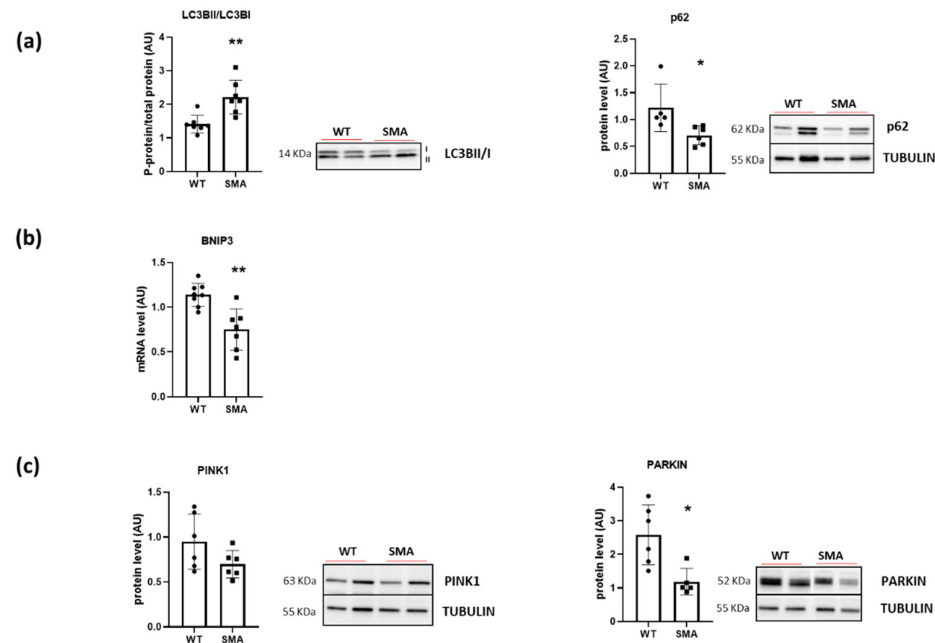 (a)
LC3BII/LC3BI
P-protein/total protein (AU)
4
3
2
1
0
**
WT
SMA
WT SMA
14 KDa
I
II
LC3BII/I
p62
protein level (AU)
2.5
2.0
1.5
1.0
0.5
0.0
*
WT
SMA
WT SMA
62 KDa
p62
55 KDa
TUBULIN
(b)
BNIP3
mRNA level (AU)
1.5
1.0
0.5
0.0
**
WT
SMA
(c)
PINK1
protein level (AU)
1.5
1.0
0.5
0.0
WT
SMA
WT SMA
63 KDa
PINK1
55 KDa
TUBULIN
PARKIN
protein level (AU)
4
3
2
1
0
*
WT
SMA
WT SMA
52 KDa
PARKIN
55 KDa
TUBULIN